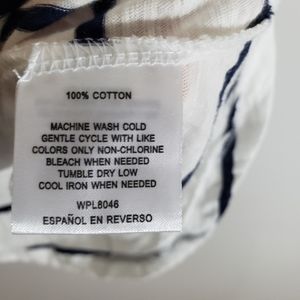 100% COTTON
MACHINE WASH COLD
GENTLE CYCLE WITH LIKE
COLORS ONLY NON-CHLORINE
BLEACH WHEN NEEDED
TUMBLE DRY LOW
COOL IRON WHEN NEEDED
WPL8046
ESPAÑOL EN REVERSO